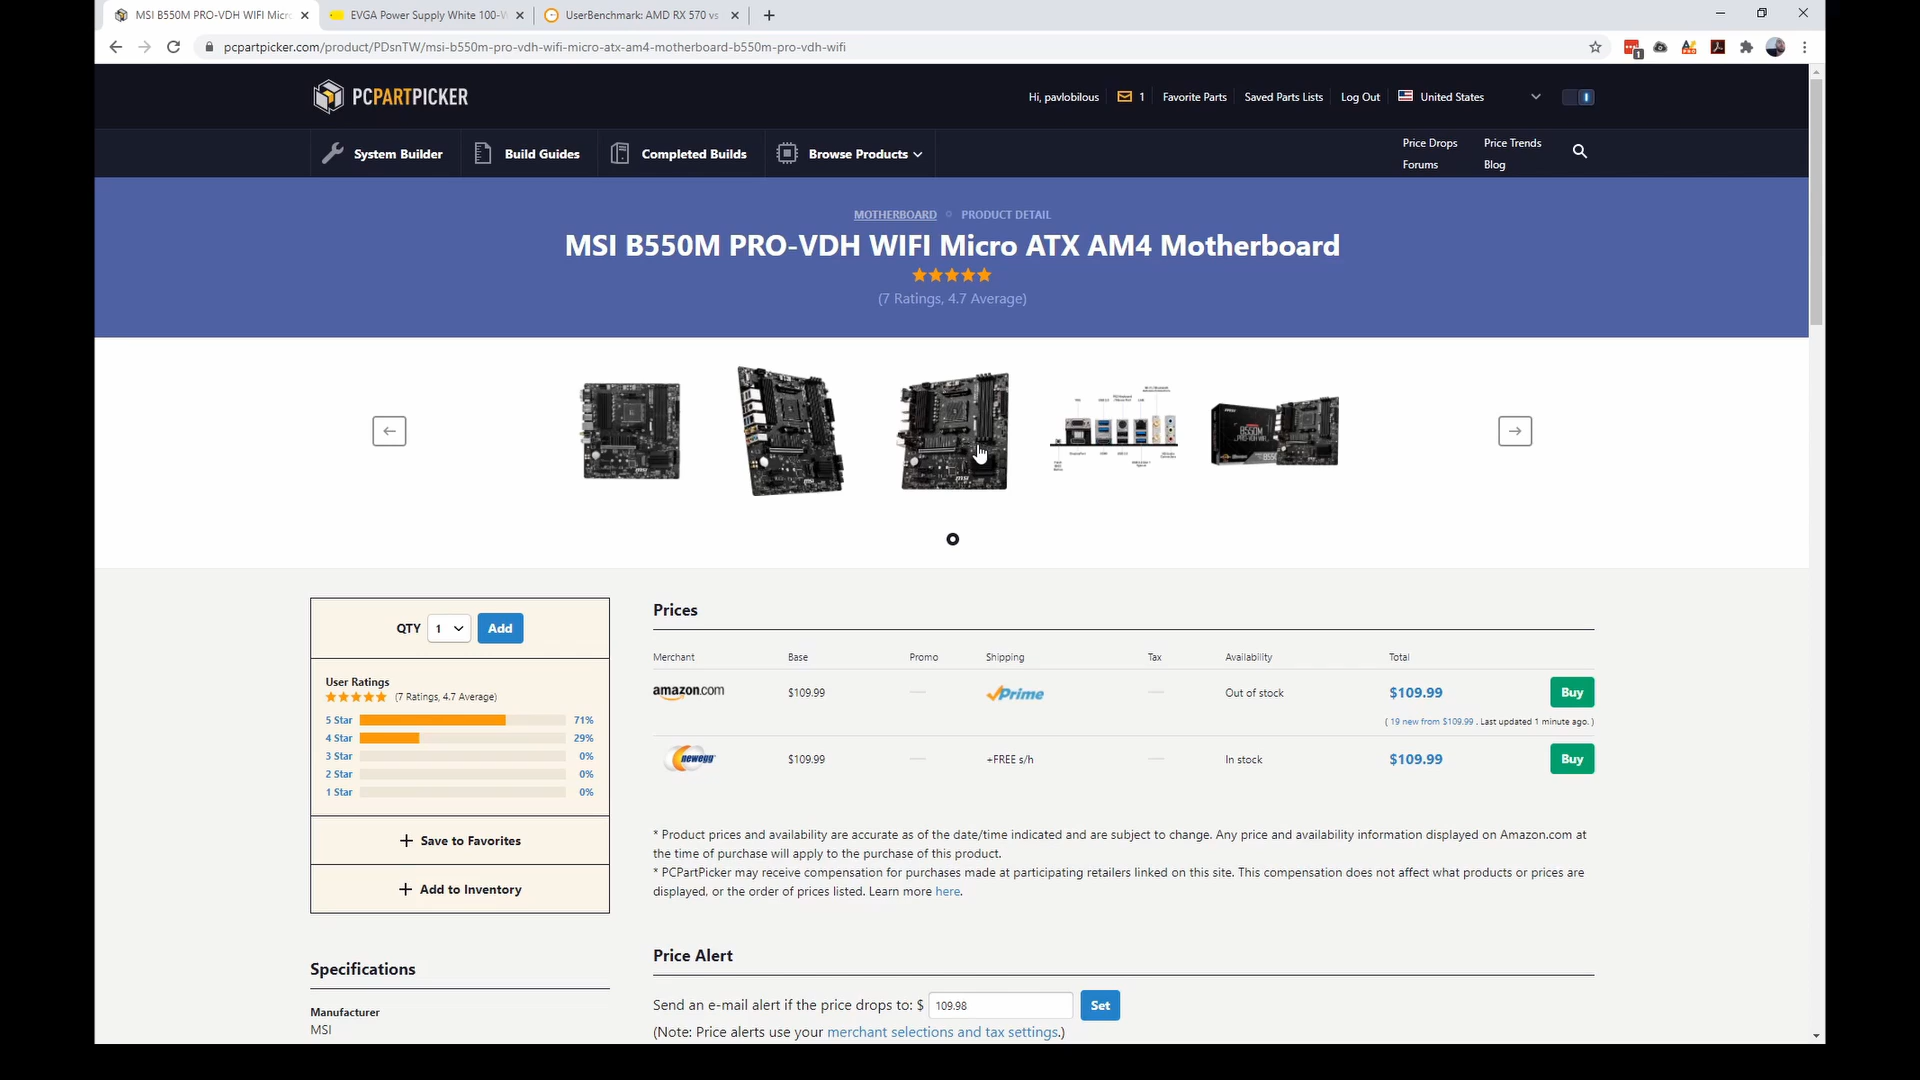 MSI B550M PRO-VDH WIFI Micro
EVGA Power Supply White 100-W
UserBenchmark: AMD RX 570 vs
pcpartpicker.com/product/PDsnTW/msi-b550m-pro-vdh-wifi-micro-atx-am4-motherboard-b550m-pro-vdh-wifi
1
PCPARTPICKER
Hi, pavlobilous 1 Favorite Parts Saved Parts Lists Log Out United States
System Builder Build Guides Completed Builds Browse Products
Price Drops Price Trends
Forums Blog
MOTHERBOARD PRODUCT DETAIL
MSI B550M PRO-VDH WIFI Micro ATX AM4 Motherboard
(7 Ratings, 4.7 Average)
QTY 1 Add
User Ratings
(7 Ratings, 4.7 Average)
5 Star 71%
4 Star 29%
3 Star 0%
2 Star 0%
1 Star 0%
+ Save to Favorites
+ Add to Inventory
Specifications
Manufacturer
MSI
Prices
Merchant Base Promo Shipping Tax Availability Total
amazon.com $109.99 — Prime — Out of stock $109.99 Buy
( 19 new from $109.99 . Last updated 1 minute ago. )
newegg $109.99 — +FREE s/h — In stock $109.99 Buy
* Product prices and availability are accurate as of the date/time indicated and are subject to change. Any price and availability information displayed on Amazon.com at
the time of purchase will apply to the purchase of this product.
* PCPartPicker may receive compensation for purchases made at participating retailers linked on this site. This compensation does not affect what products or prices are
displayed, or the order of prices listed. Learn more here.
Price Alert
Send an e-mail alert if the price drops to: $ 109.98 Set
(Note: Price alerts use your merchant selections and tax settings.)